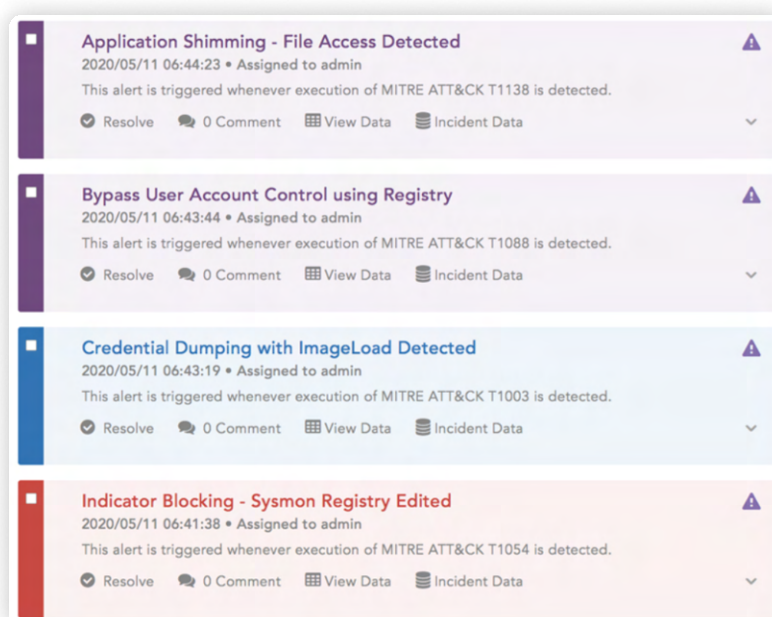 Application Shimming - File Access Detected
2020/05/11 06:44:23 • Assigned to admin
This alert is triggered whenever execution of MITRE ATT&CK T1138 is detected.
Resolve 0 Comment View Data Incident Data
Bypass User Account Control using Registry
2020/05/11 06:43:44 • Assigned to admin
This alert is triggered whenever execution of MITRE ATT&CK T1088 is detected.
Resolve 0 Comment View Data Incident Data
Credential Dumping with ImageLoad Detected
2020/05/11 06:43:19 • Assigned to admin
This alert is triggered whenever execution of MITRE ATT&CK T1003 is detected.
Resolve 0 Comment View Data Incident Data
Indicator Blocking - Sysmon Registry Edited
2020/05/11 06:41:38 • Assigned to admin
This alert is triggered whenever execution of MITRE ATT&CK T1054 is detected.
Resolve 0 Comment View Data Incident Data